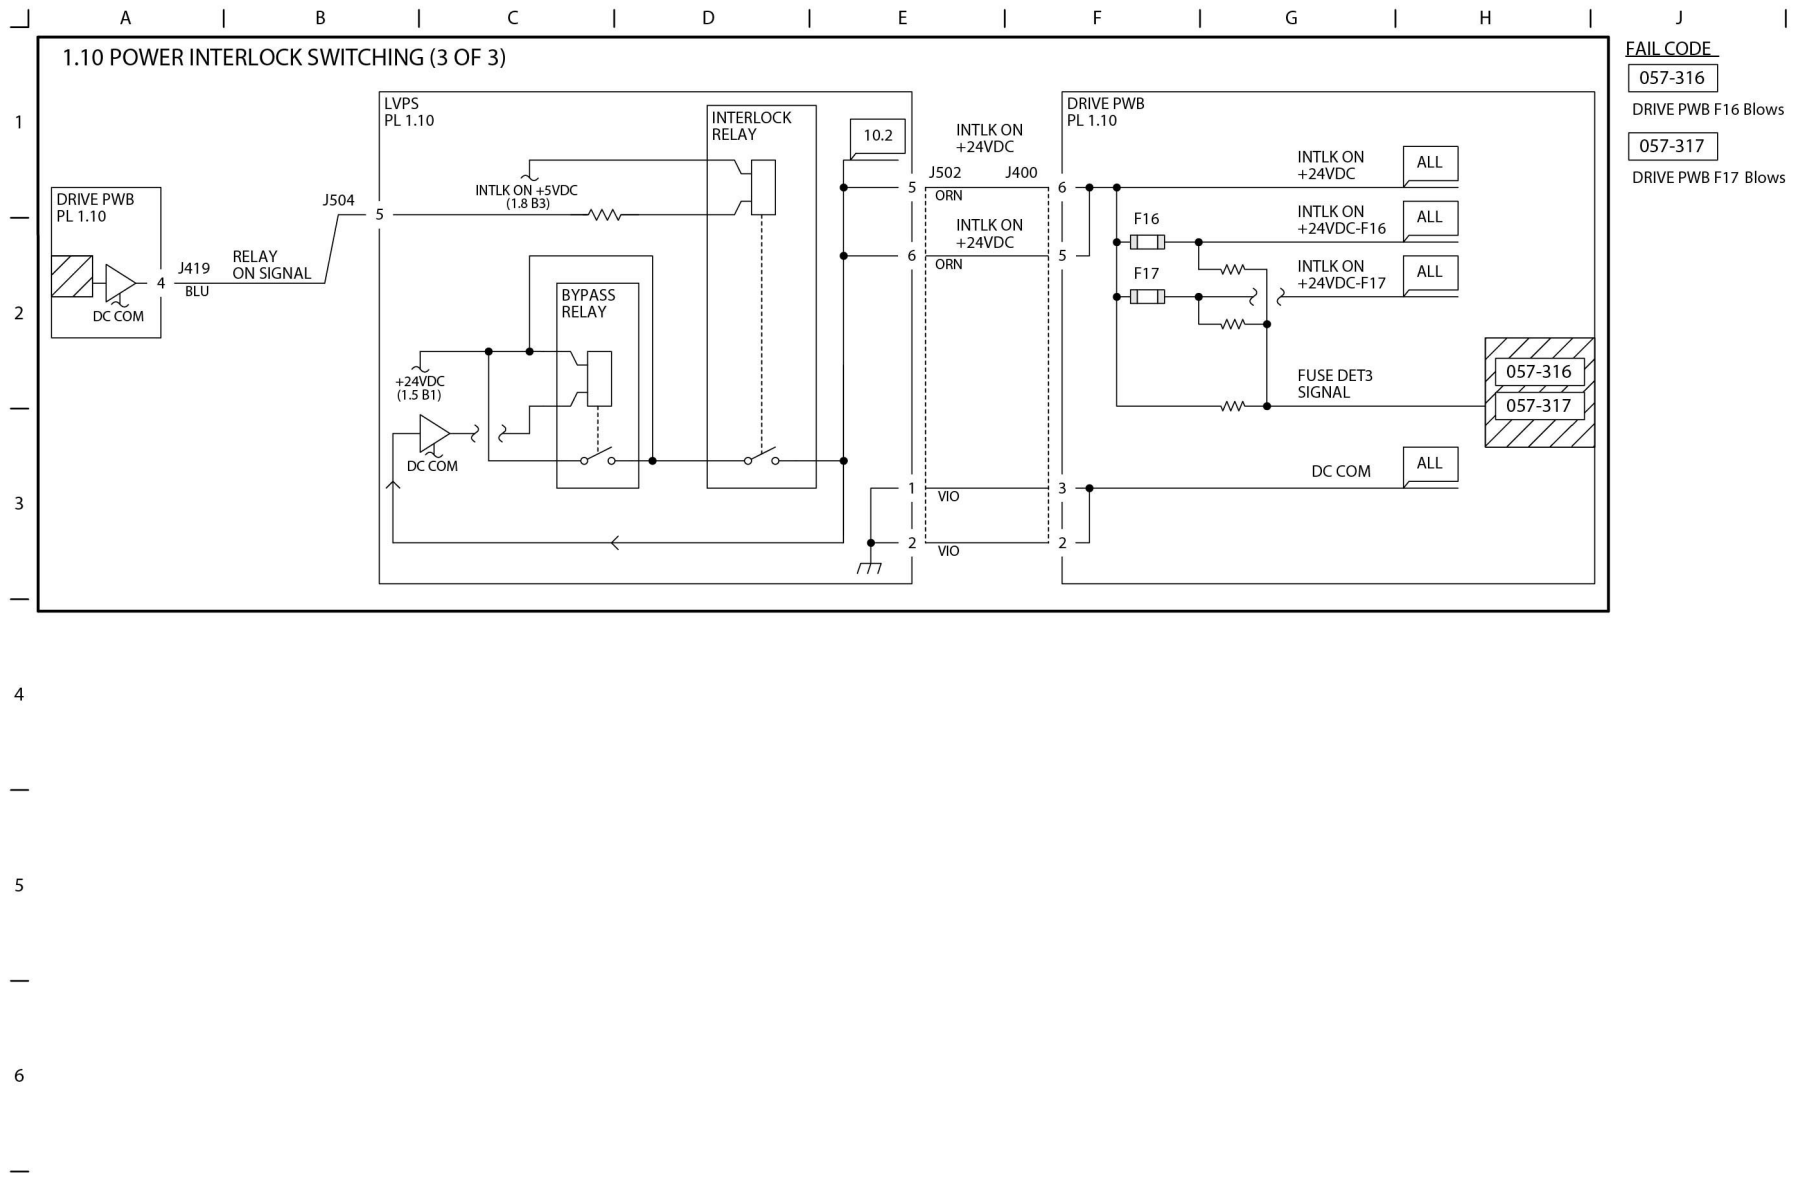 A B C D E F G H J
1.10 POWER INTERLOCK SWITCHING (3 OF 3)
FAIL CODE
057-316
DRIVE PWB F16 Blows
057-317
DRIVE PWB F17 Blows
1
2
3
4
5
6
DRIVE PWB
PL 1.10
4
DC COM
J419
BLU
RELAY
ON SIGNAL
J504
5
LVPS
PL 1.10
INTLK ON +5VDC
(1.8 B3)
INTERLOCK
RELAY
BYPASS
RELAY
+24VDC
(1.5 B1)
DC COM
10.2
5
6
1
2
INTLK ON
+24VDC
J502
J400
ORN
INTLK ON
+24VDC
ORN
VIO
VIO
DRIVE PWB
PL 1.10
6
5
3
2
F16
F17
INTLK ON
+24VDC
ALL
INTLK ON
+24VDC-F16
ALL
INTLK ON
+24VDC-F17
ALL
FUSE DET3
SIGNAL
057-316
057-317
DC COM
ALL